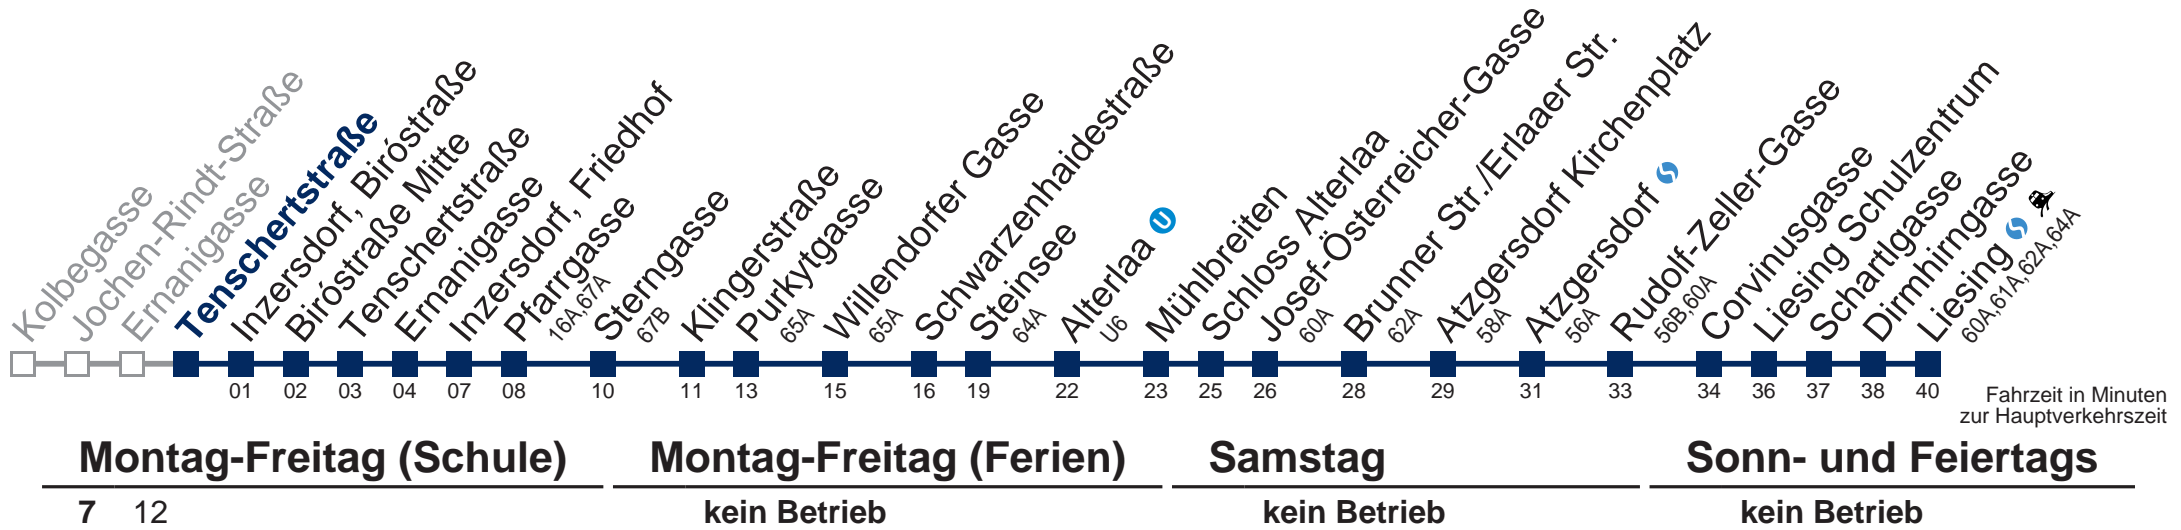 Kolbegasse
Jochen-Rindt-Straße
Ernanigasse
Tenschertstraße
Inzersdorf, Biróstraße
Biróstraße Mitte
Tenschertstraße
Ernanigasse
Inzersdorf, Friedhof
Pfarrgasse
16A,67A
Sterngasse
67B
Klingerstraße
Purkytgasse
65A
Willendorfer Gasse
65A
Schwarzenhaidestraße
Steinsee
64A
Alterlaa U
U6
Mühlbreiten
Schloss Alterlaa
Josef-Österreicher-Gasse
60A
Brunner Str./Erlaaer Str.
62A
Atzgersdorf Kirchenplatz
58A
Atzgersdorf
56A
Rudolf-Zeller-Gasse
56B,60A
Corvinusgasse
Liesing Schulzentrum
Schartlgasse
Dirmhirngasse
Liesing
60A,61A,62A,64A
01 02 03 04 07 08 10 11 13 15 16 19 22 23 25 26 28 29 31 33 34 36 37 38 40
Fahrzeit in Minuten
zur Hauptverkehrszeit
Montag-Freitag (Schule) Montag-Freitag (Ferien) Samstag Sonn- und Feiertags
7 12 kein Betrieb kein Betrieb kein Betrieb